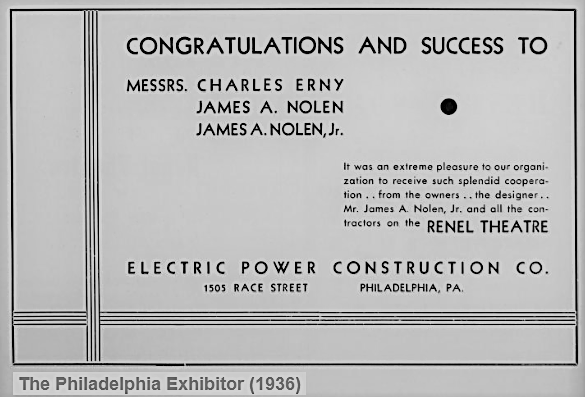 CONGRATULATIONS AND SUCCESS TO
MESSRS. CHARLES ERNY
JAMES A. NOLEN
JAMES A. NOLEN, Jr.
It was an extreme pleasure to our organi-
zation to receive such splendid coopera-
tion . . from the owners . . the designer . .
Mr. James A. Nolen, Jr. and all the con-
tractors on the RENEL THEATRE
ELECTRIC POWER CONSTRUCTION CO.
1505 RACE STREET PHILADELPHIA, PA.
The Philadelphia Exhibitor (1936)